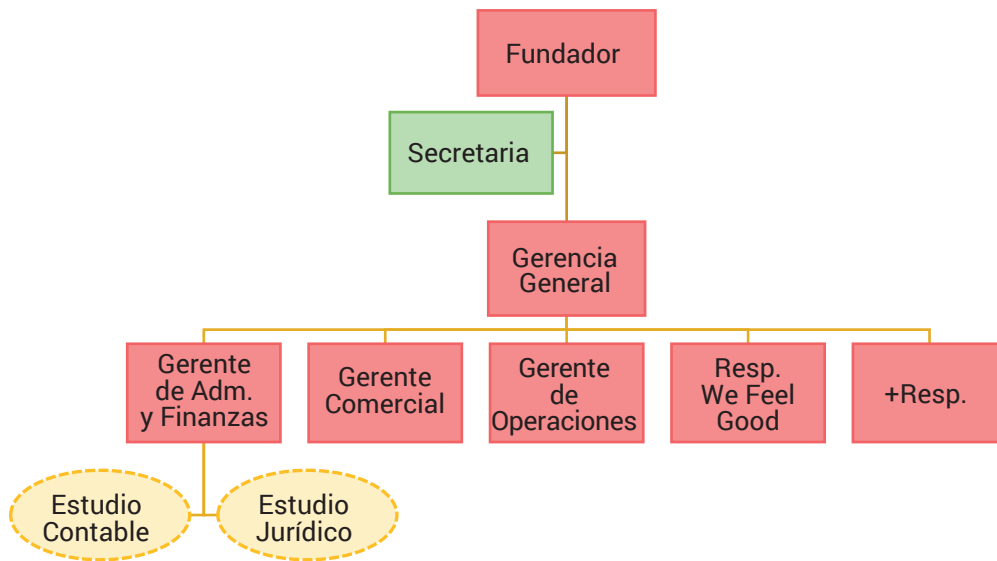 Fundador
Secretaria
Gerencia
General
Gerente
de Adm.
y Finanzas
Gerente
Comercial
Gerente
de
Operaciones
Resp.
We Feel
Good
+Resp.
Estudio
Contable
Estudio
Jurídico